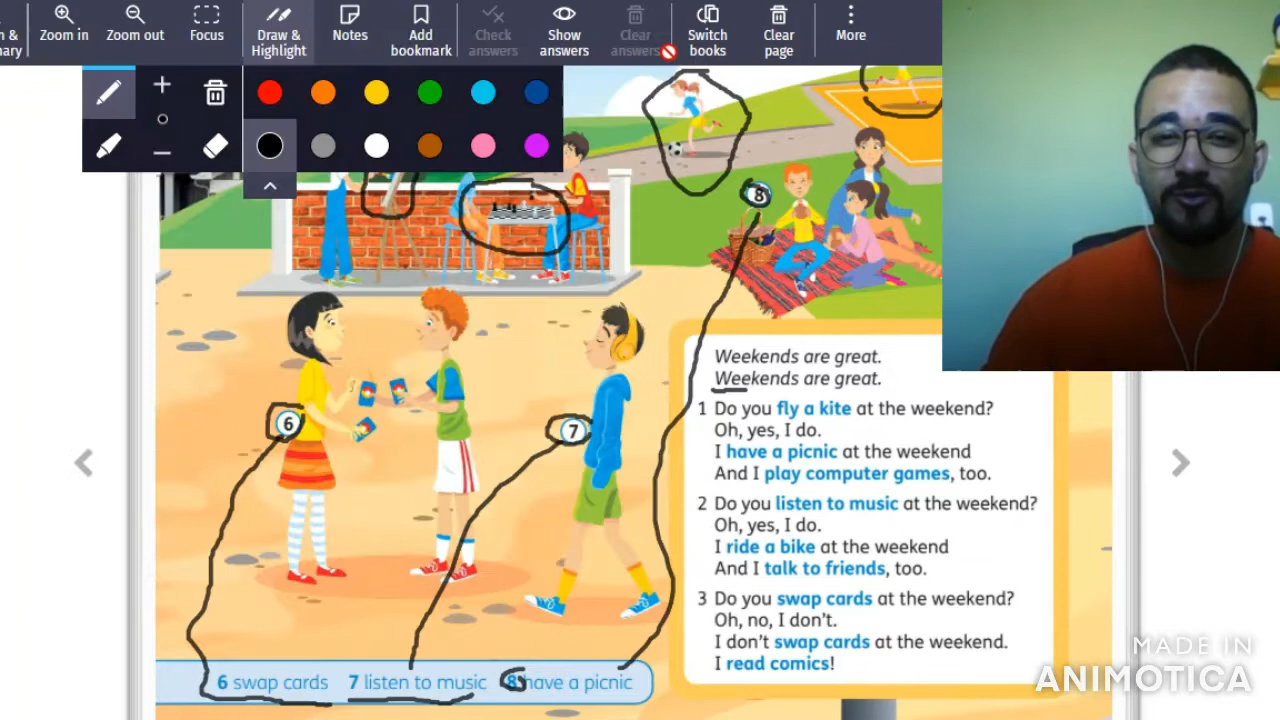 n & nary
Zoom in
Zoom out
Focus
Draw & Highlight
Notes
Add bookmark
Check answers
Show answers
Clear answers
Switch books
Clear page
More
8
6
7
Weekends are great.
Weekends are great.
1 Do you fly a kite at the weekend?
Oh, yes, I do.
I have a picnic at the weekend
And I play computer games, too.
2 Do you listen to music at the weekend?
Oh, yes, I do.
I ride a bike at the weekend
And I talk to friends, too.
3 Do you swap cards at the weekend?
Oh, no, I don't.
I don't swap cards at the weekend.
I read comics!
6 swap cards 7 listen to music 8 have a picnic
MADE IN
ANIMOTICA